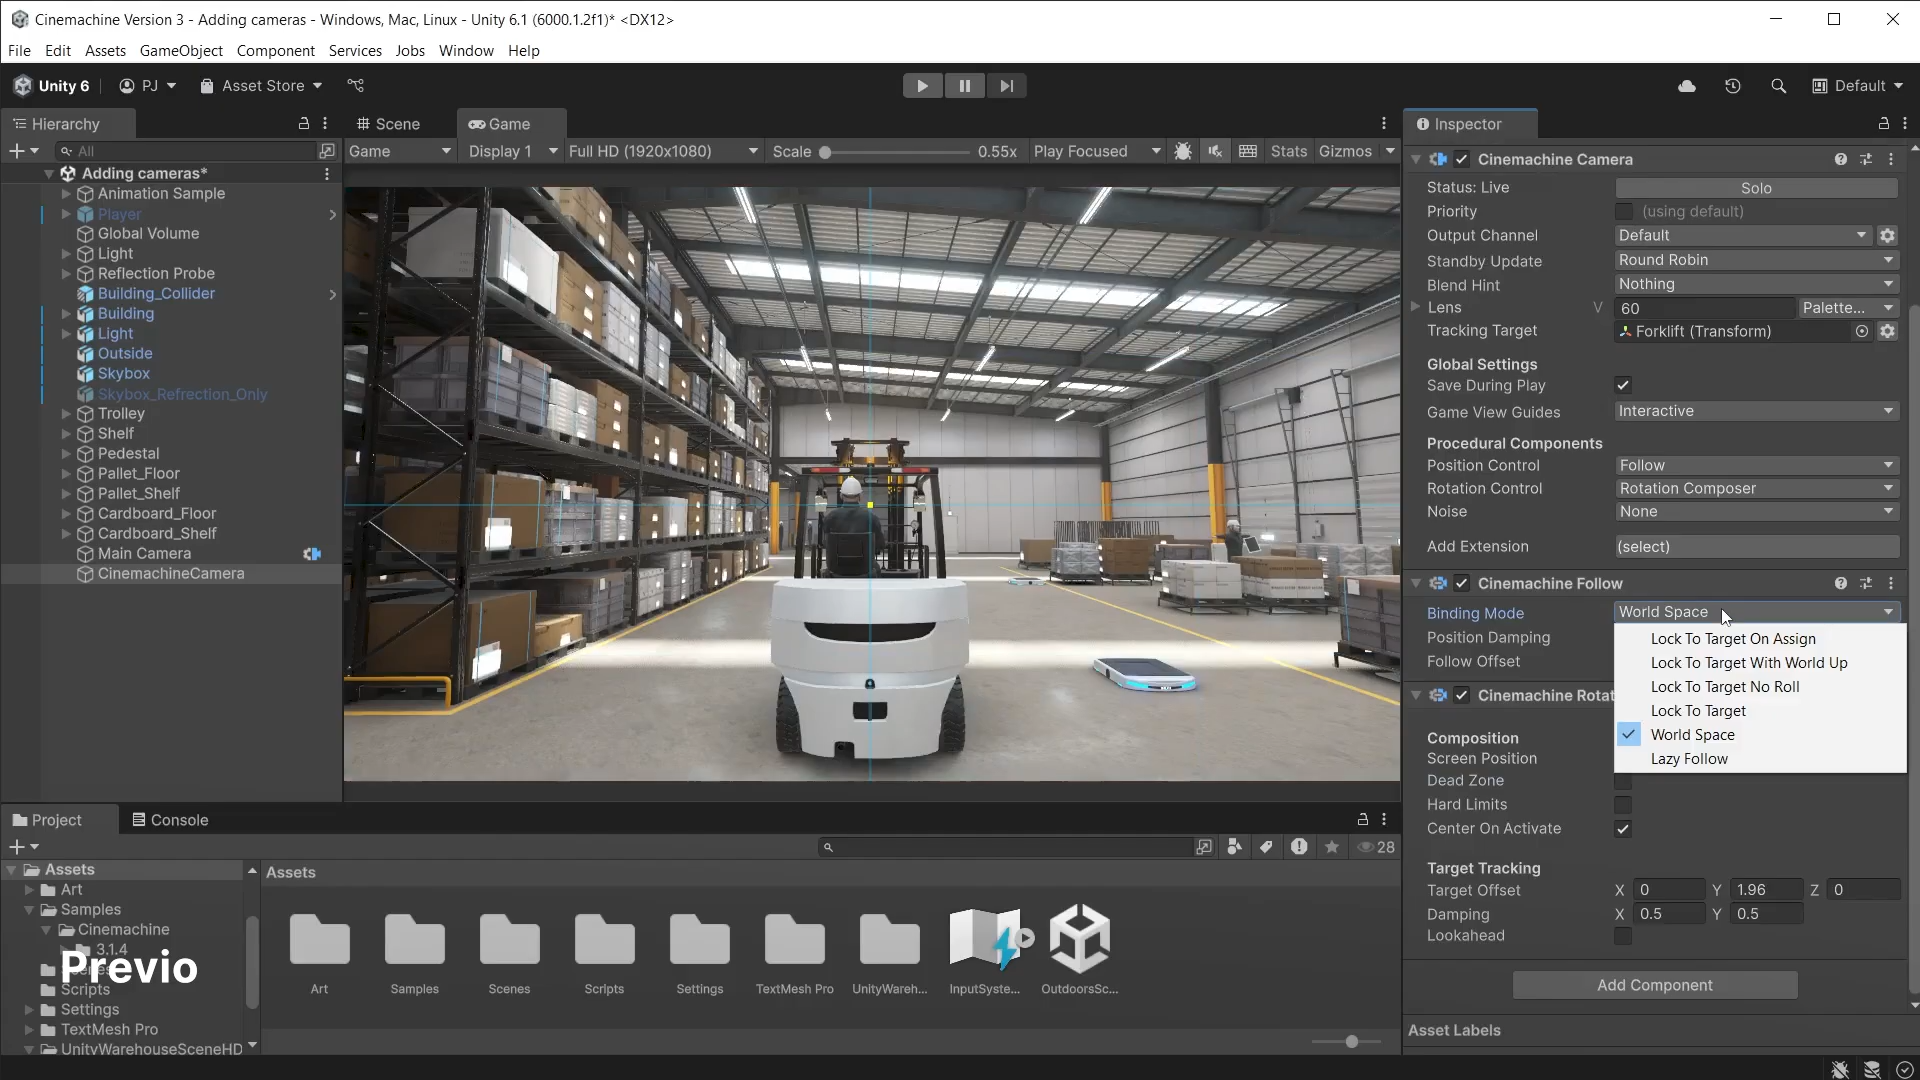 Cinemachine Version 3 - Adding cameras - Windows, Mac, Linux - Unity 6.1 (6000.1.2f1)* <DX12>
File Edit Assets GameObject Component Services Jobs Window Help
Unity 6 PJ Asset Store Default
Hierarchy Scene Game Inspector
All Game Display 1 Full HD (1920x1080) Scale 0.55x Play Focused Stats Gizmos
Adding cameras*
Animation Sample
Player
Global Volume
Light
Reflection Probe
Building_Collider
Building
Light
Outside
Skybox
Skybox_Refrection_Only
Trolley
Shelf
Pedestal
Pallet_Floor
Pallet_Shelf
Cardboard_Floor
Cardboard_Shelf
Main Camera
CinemachineCamera
Cinemachine Camera
Status: Live Solo
Priority (using default)
Output Channel Default
Standby Update Round Robin
Blend Hint Nothing
Lens V 60 Palette...
Tracking Target Forklift (Transform)
Global Settings
Save During Play
Game View Guides Interactive
Procedural Components
Position Control Follow
Rotation Control Rotation Composer
Noise None
Add Extension (select)
Cinemachine Follow
Binding Mode World Space
Position Damping
Follow Offset
Lock To Target On Assign
Lock To Target With World Up
Lock To Target No Roll
Lock To Target
World Space
Lazy Follow
Cinemachine Rotat
Composition
Screen Position
Dead Zone
Hard Limits
Center On Activate
Target Tracking
Target Offset X 0 Y 1.96 Z 0
Damping X 0.5 Y 0.5
Lookahead
Add Component
Asset Labels
Project Console
28
Assets
Art
Samples
Cinemachine
3.1.4
Previo
Scripts
Settings
TextMesh Pro
UnityWarehouseSceneHD
Assets
Art Samples Scenes Scripts Settings TextMesh Pro UnityWareh... InputSyste... OutdoorsSc...